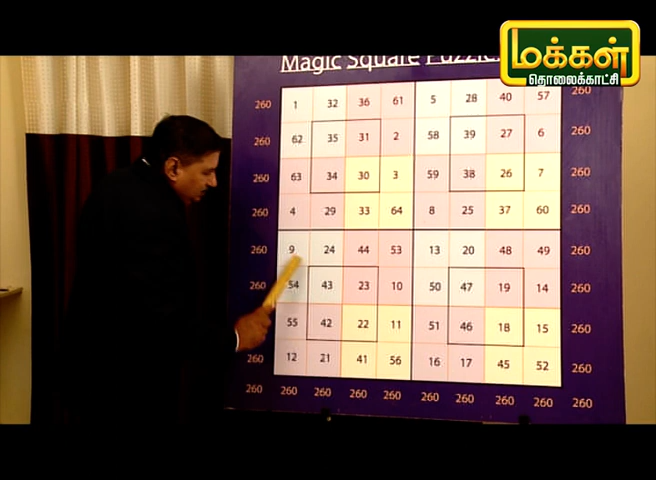 மக்கள்
தொலைக்காட்சி
Magic Square Puzzle
260 1 32 36 61 5 28 40 57 260
62 35 31 2 58 39 27 6 260
260 63 34 30 3 59 38 26 7 260
260 4 29 33 64 8 25 37 60 260
260 9 24 44 53 13 20 48 49 260
260 54 43 23 10 50 47 19 14 260
55 42 22 11 51 46 18 15 260
260 12 21 41 56 16 17 45 52 260
260 260 260 260 260 260 260 260 260 260